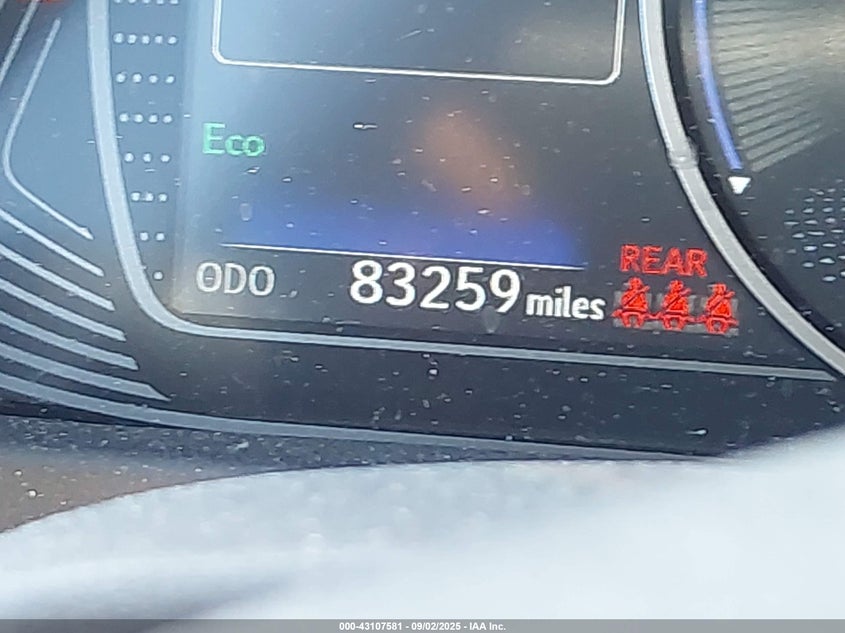 Eco
REAR
ODO 83259 miles
000-43107581 - 09/02/2025 - IAA Inc.